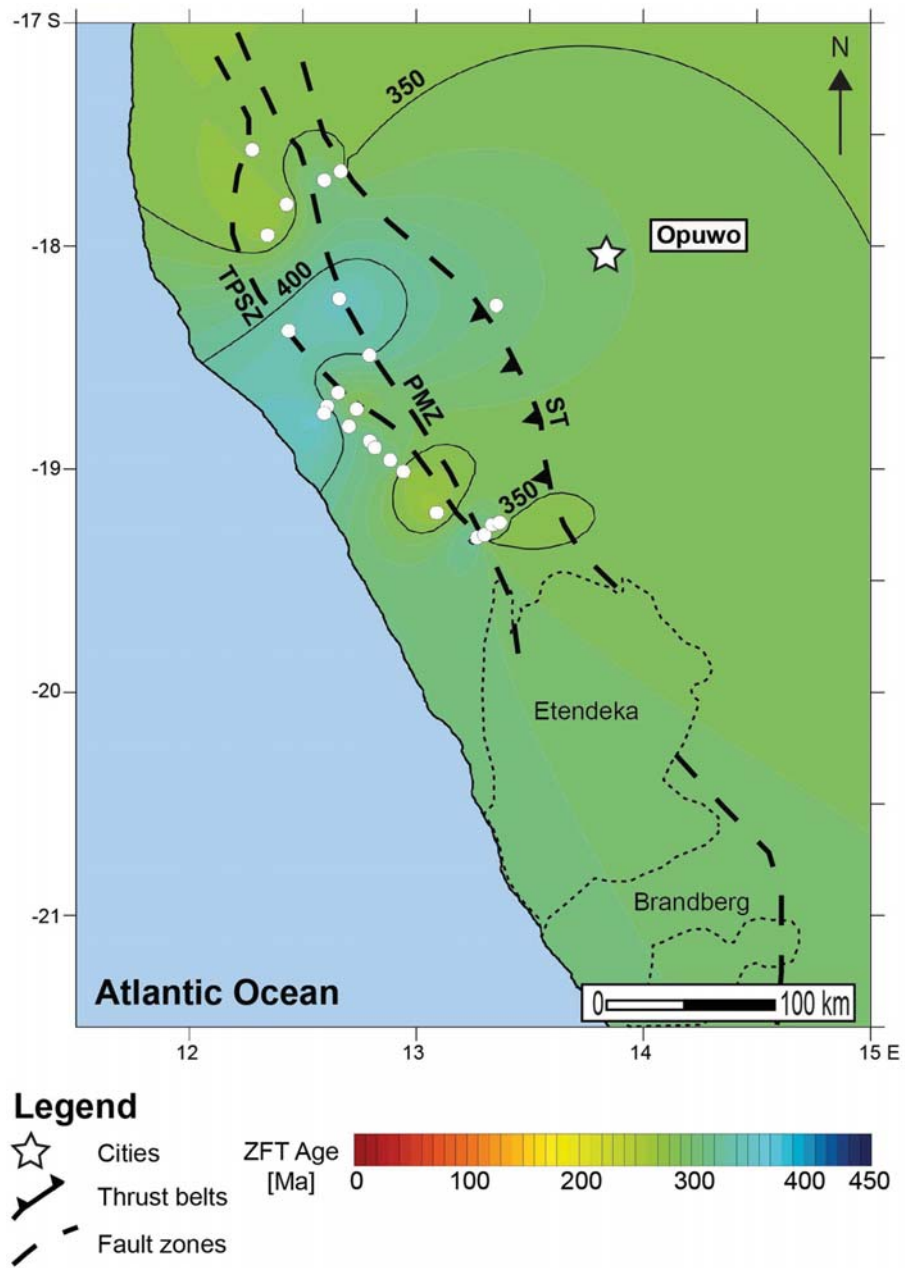 -17 S
N
350
-18
Opuwo
TPSZ
400
PMZ
ST
-19
350
-20
Etendeka
-21
Brandberg
Atlantic Ocean
0 100 km
12 13 14 15 E
Legend
Cities
Thrust belts
Fault zones
ZFT Age
[Ma]
0 100 200 300 400 450